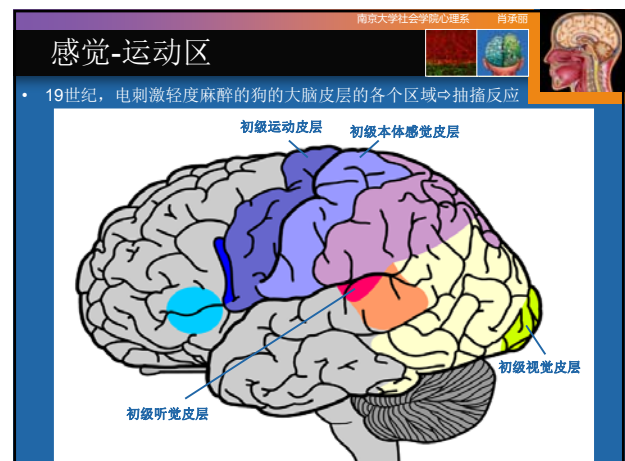 南京大学社会学院心理系 肖承丽
感觉-运动区
• 19世纪，电刺激轻度麻醉的狗的大脑皮层的各个区域⇨抽搐反应
初级运动皮层 初级本体感觉皮层
初级视觉皮层
初级听觉皮层